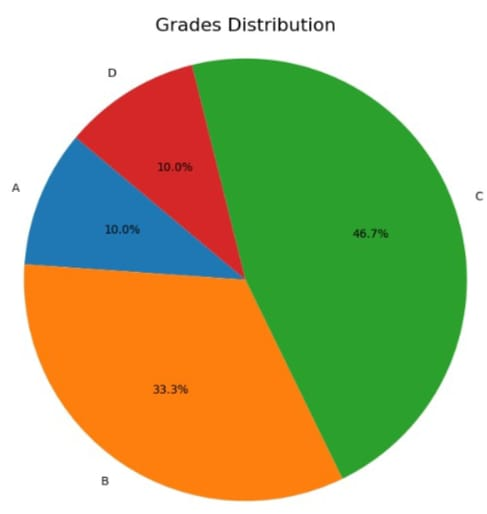 Grades Distribution
D
10.0%
A
10.0%
C
46.7%
33.3%
B